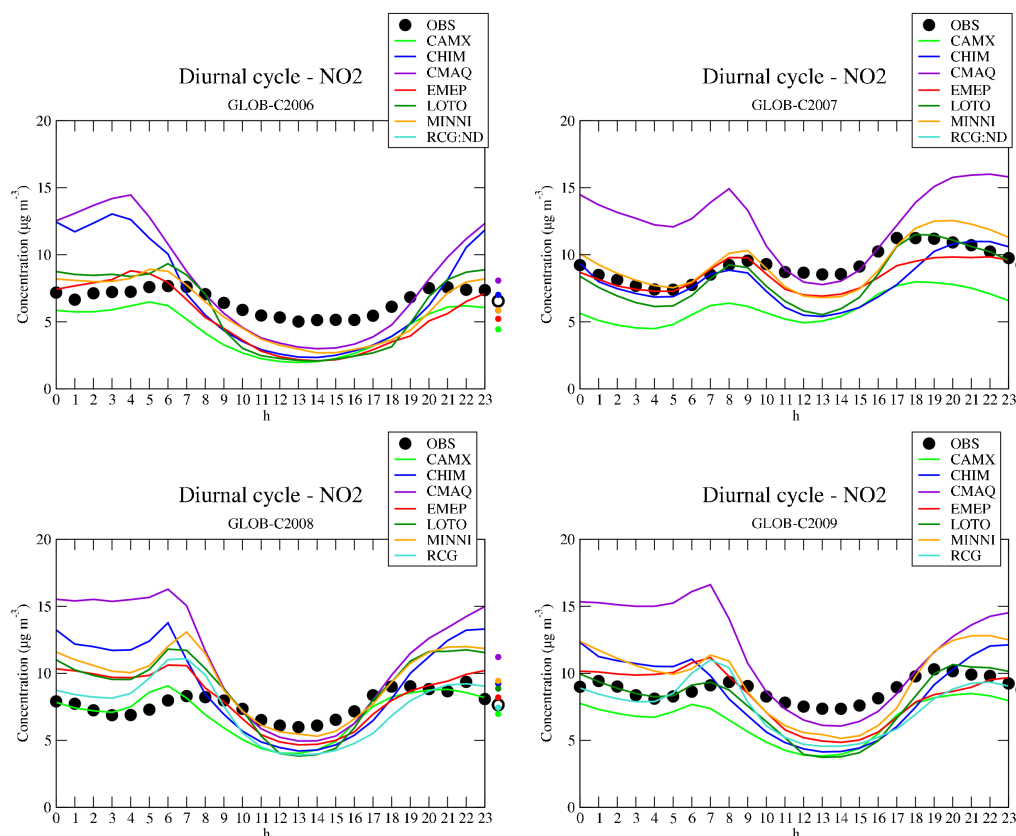 OBS
CAMX
CHIM
CMAQ
EMEP
LOTO
MINNI
RCG:ND
Diurnal cycle - NO2
GLOB-C2006
Concentration (µg m-3)
20
15
10
5
0
0 1 2 3 4 5 6 7 8 9 10 11 12 13 14 15 16 17 18 19 20 21 22 23
h
OBS
CAMX
CHIM
CMAQ
EMEP
LOTO
MINNI
RCG:ND
Diurnal cycle - NO2
GLOB-C2007
Concentration (µg m-3)
20
15
10
5
0
0 1 2 3 4 5 6 7 8 9 10 11 12 13 14 15 16 17 18 19 20 21 22 23
h
OBS
CAMX
CHIM
CMAQ
EMEP
LOTO
MINNI
RCG
Diurnal cycle - NO2
GLOB-C2008
Concentration (µg m-3)
20
15
10
5
0
0 1 2 3 4 5 6 7 8 9 10 11 12 13 14 15 16 17 18 19 20 21 22 23
h
OBS
CAMX
CHIM
CMAQ
EMEP
LOTO
MINNI
RCG
Diurnal cycle - NO2
GLOB-C2009
Concentration (µg m-3)
20
15
10
5
0
0 1 2 3 4 5 6 7 8 9 10 11 12 13 14 15 16 17 18 19 20 21 22 23
h